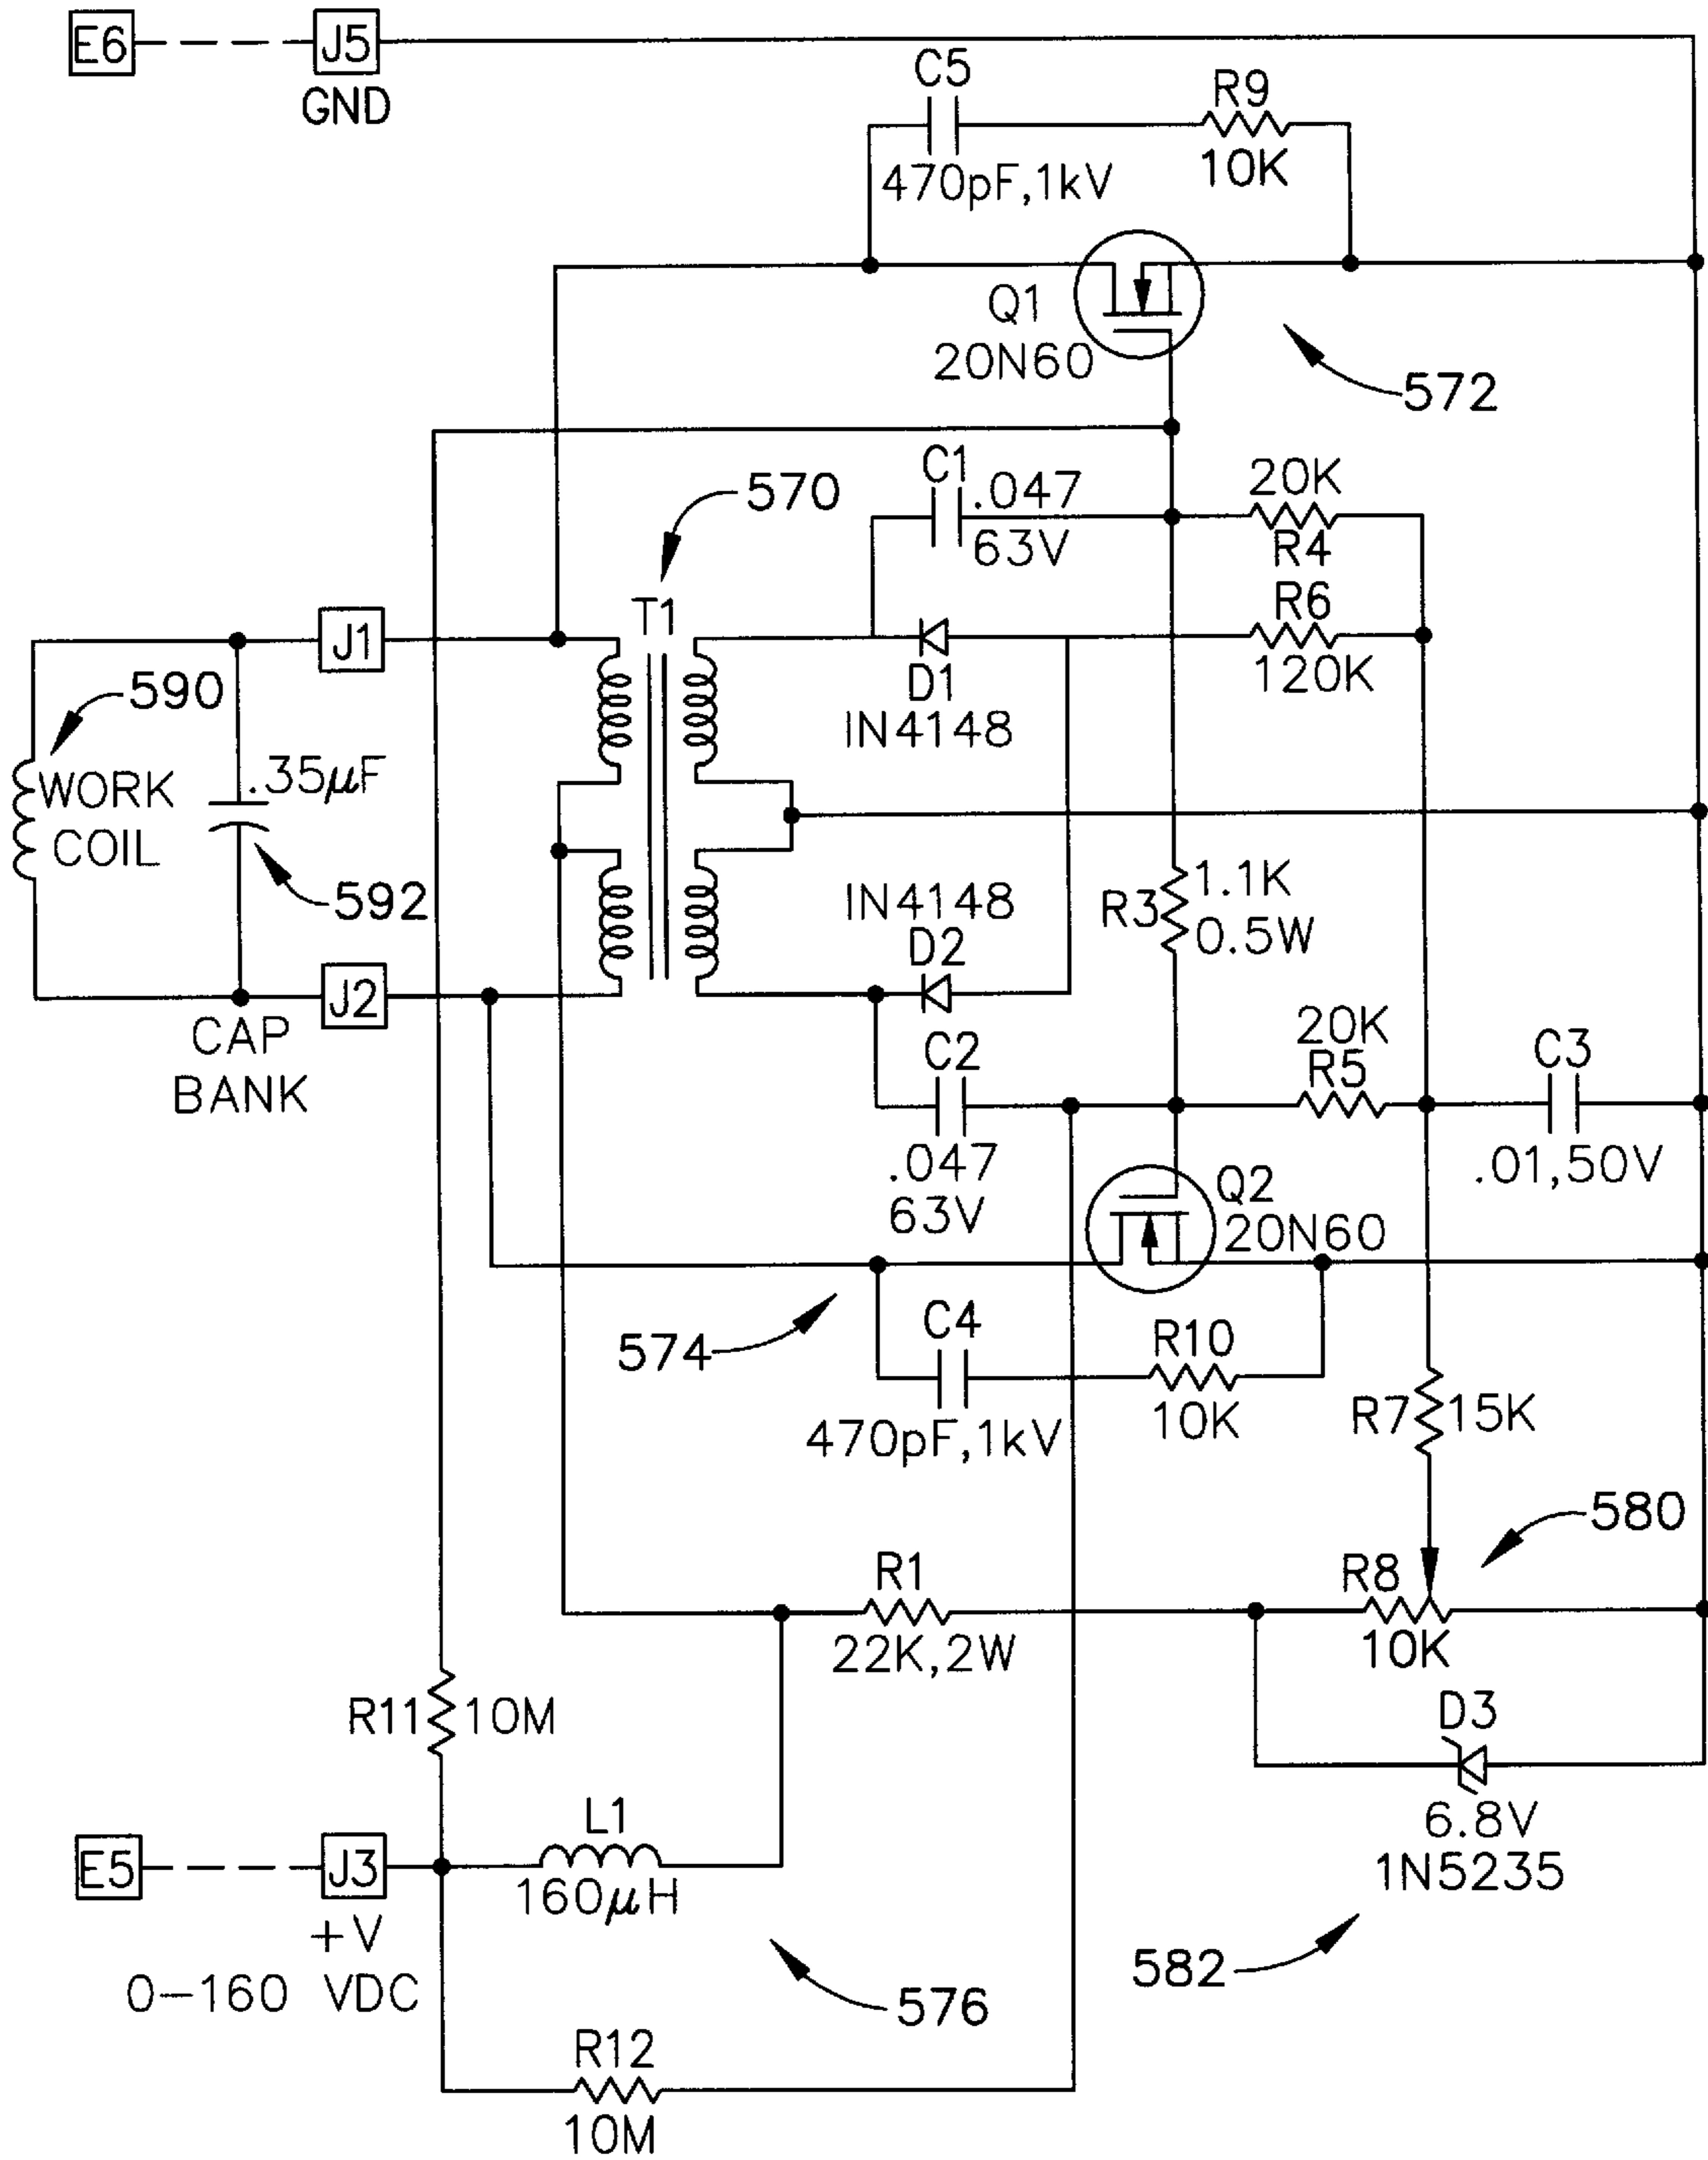 E6
J5
GND
C5
470pF,1kV
R9
10K
Q1
20N60
572
570
C1
.047
63V
20K
R4
T1
R6
120K
J1
D1
IN4148
590
WORK
COIL
.35μF
592
IN4148
D2
R3
1.1K
0.5W
J2
CAP
BANK
C2
.047
63V
20K
R5
C3
.01,50V
Q2
20N60
574
C4
470pF,1kV
R10
10K
R7
15K
580
R1
22K,2W
R8
10K
R11
10M
D3
6.8V
1N5235
582
E5
J3
+V
0-160 VDC
L1
160μH
576
R12
10M